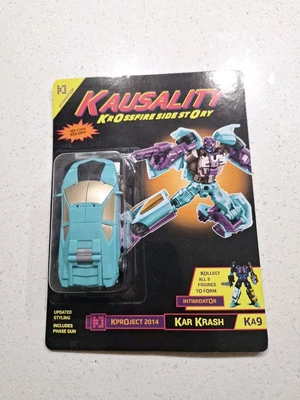 KAUSALITY
KROSSFIRE SIDE STORY
KOLLECT
ALL 5
FIGURES
TO FORM
INTIMIDATOR
UPDATED
STYLING
INCLUDES
PHASE GUN
KPROJECT 2014
KAR KRASH
KA9